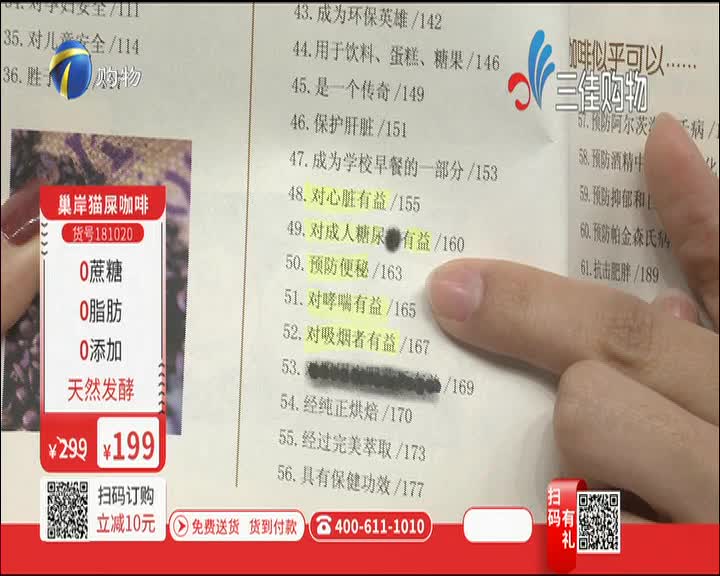 34.对孕妇安全/111
35.对儿童安全/114
36.胜
购物
43.成为环保英雄/142
44.用于饮料、蛋糕、糖果/146
45.是一个传奇/149
46.保护肝脏/151
47.成为学校早餐的一部分/153
48.对心脏有益/155
49.对成人糖尿 有益/160
50.预防便秘/163
51.对哮喘有益/165
52.对吸烟者有益/167
53. /169
54.经纯正烘焙/170
55.经过完美萃取/173
56.具有保健功效/177
咖啡似乎可以……
三佳购物
57.预防阿尔茨
58.预防酒精中
59.预防抑郁和
60.预防帕金森氏病
61.抗击肥胖/189
巢岸猫屎咖啡
货号181020
0蔗糖
0脂肪
0添加
天然发酵
¥299
¥199
扫码订购
立减10元
免费送货 货到付款
400-611-1010
扫码
有礼